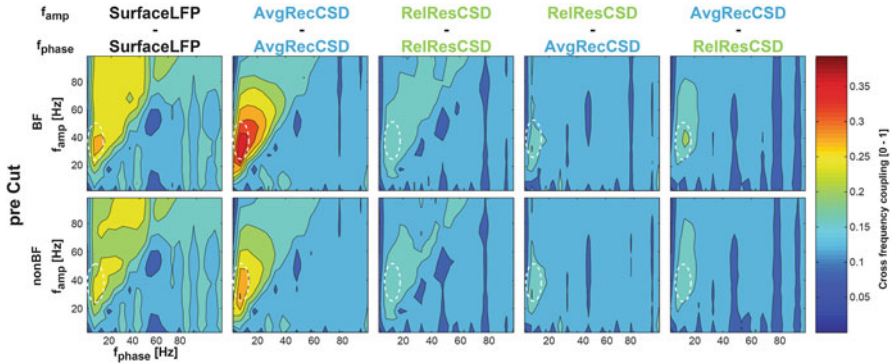 f_amp SurfaceLFP AvgRecCSD RelResCSD RelResCSD AvgRecCSD
- - - - -
f_phase SurfaceLFP AvgRecCSD RelResCSD AvgRecCSD RelResCSD
pre Cut
BF
f_amp [Hz]
80
60
40
20
nonBF
f_amp [Hz]
80
60
40
20
20 40 60 80 20 40 60 80 20 40 60 80 20 40 60 80 20 40 60 80
f_phase [Hz]
0.35
0.3
0.25
0.2
0.15
0.1
0.05
Cross frequency coupling [0 - 1]